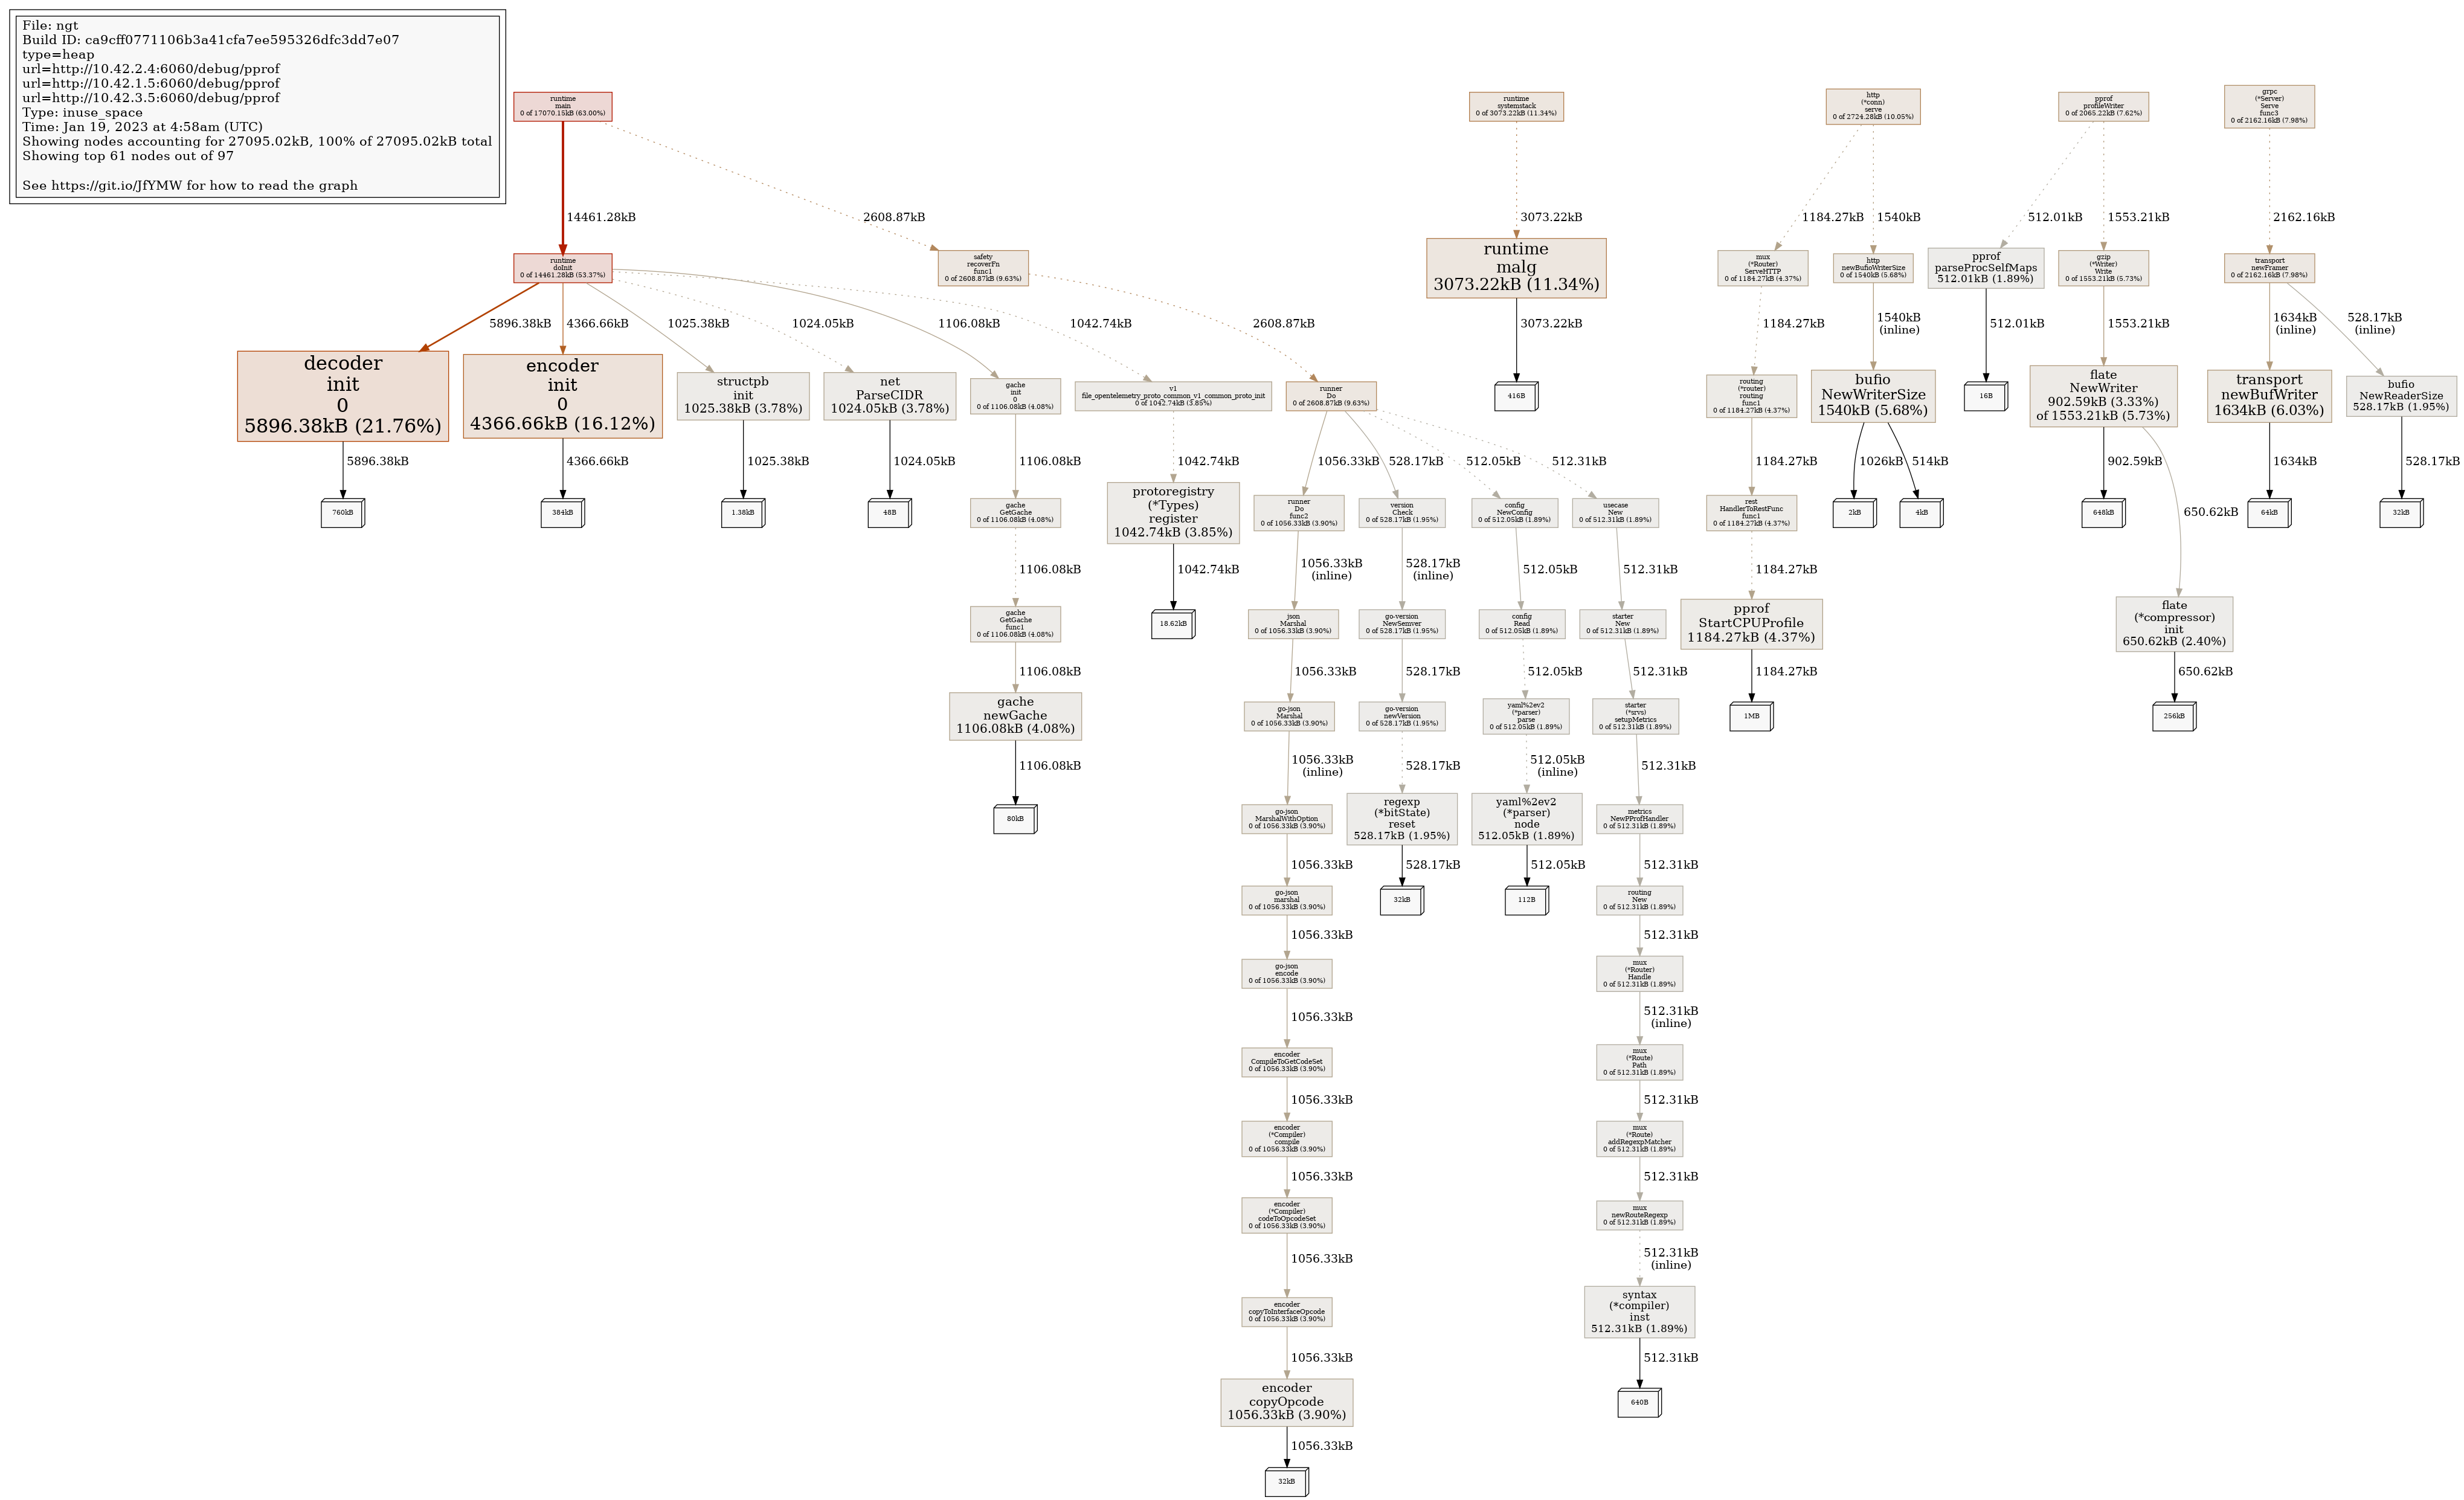 File: ngt
Build ID: ca9cff0771106b3a41cfa7ee595326dfc3dd7e07
type=heap
url=http://10.42.2.4:6060/debug/pprof
url=http://10.42.1.5:6060/debug/pprof
url=http://10.42.3.5:6060/debug/pprof
Type: inuse_space
Time: Jan 19, 2023 at 4:58am (UTC)
Showing nodes accounting for 27095.02kB, 100% of 27095.02kB total
Showing top 61 nodes out of 97
See https://git.io/JfYMW for how to read the graph
runtime
main
0 of 17070.15kB (63.00%)
runtime
systemstack
0 of 3073.22kB (11.34%)
http
(*conn)
serve
0 of 2724.28kB (10.05%)
pprof
profileWriter
0 of 2065.22kB (7.62%)
grpc
(*Server)
Serve
func3
0 of 2162.16kB (7.98%)
14461.28kB
2608.87kB
3073.22kB
1184.27kB
1540kB
512.01kB
1553.21kB
2162.16kB
runtime
doInit
0 of 14461.28kB (53.37%)
safety
recoverFn
func1
0 of 2608.87kB (9.63%)
runtime
malg
3073.22kB (11.34%)
mux
(*Router)
ServeHTTP
0 of 1184.27kB (4.37%)
http
newBufioWriterSize
0 of 1540kB (5.68%)
pprof
parseProcSelfMaps
512.01kB (1.89%)
gzip
(*Writer)
Write
0 of 1553.21kB (5.73%)
transport
newFramer
0 of 2162.16kB (7.98%)
5896.38kB
4366.66kB
1025.38kB
1024.05kB
1106.08kB
1042.74kB
2608.87kB
3073.22kB
1184.27kB
1540kB
(inline)
512.01kB
1553.21kB
1634kB
(inline)
528.17kB
(inline)
decoder
init
0
5896.38kB (21.76%)
encoder
init
0
4366.66kB (16.12%)
structpb
init
1025.38kB (3.78%)
net
ParseCIDR
1024.05kB (3.78%)
gache
init
0
0 of 1106.08kB (4.08%)
v1
file_opentelemetry_proto_common_v1_common_proto_init
0 of 1042.74kB (3.85%)
runner
Do
0 of 2608.87kB (9.63%)
416B
routing
(*router)
routing
func1
0 of 1184.27kB (4.37%)
bufio
NewWriterSize
1540kB (5.68%)
16B
flate
NewWriter
902.59kB (3.33%)
of 1553.21kB (5.73%)
transport
newBufWriter
1634kB (6.03%)
bufio
NewReaderSize
528.17kB (1.95%)
5896.38kB
4366.66kB
1025.38kB
1024.05kB
1106.08kB
1042.74kB
1056.33kB
528.17kB
512.05kB
512.31kB
1184.27kB
1026kB
514kB
902.59kB
650.62kB
1634kB
528.17kB
760kB
384kB
1.38kB
48B
gache
GetGache
0 of 1106.08kB (4.08%)
protoregistry
(*Types)
register
1042.74kB (3.85%)
runner
Do
func2
0 of 1056.33kB (3.90%)
version
Check
0 of 528.17kB (1.95%)
config
NewConfig
0 of 512.05kB (1.89%)
usecase
New
0 of 512.31kB (1.89%)
rest
HandlerToRestFunc
func1
0 of 1184.27kB (4.37%)
2kB
4kB
648kB
64kB
32kB
1106.08kB
1042.74kB
1056.33kB
(inline)
528.17kB
(inline)
512.05kB
512.31kB
1184.27kB
gache
GetGache
func1
0 of 1106.08kB (4.08%)
18.62kB
json
Marshal
0 of 1056.33kB (3.90%)
go-version
NewSemver
0 of 528.17kB (1.95%)
config
Read
0 of 512.05kB (1.89%)
starter
New
0 of 512.31kB (1.89%)
pprof
StartCPUProfile
1184.27kB (4.37%)
flate
(*compressor)
init
650.62kB (2.40%)
1106.08kB
1056.33kB
528.17kB
512.05kB
512.31kB
1184.27kB
650.62kB
gache
newGache
1106.08kB (4.08%)
go-json
Marshal
0 of 1056.33kB (3.90%)
go-version
newVersion
0 of 528.17kB (1.95%)
yaml%2ev2
(*parser)
parse
0 of 512.05kB (1.89%)
starter
(*srvs)
setupMetrics
0 of 512.31kB (1.89%)
1MB
256kB
1106.08kB
1056.33kB
(inline)
528.17kB
512.05kB
(inline)
512.31kB
80kB
go-json
MarshalWithOption
0 of 1056.33kB (3.90%)
regexp
(*bitState)
reset
528.17kB (1.95%)
yaml%2ev2
(*parser)
node
512.05kB (1.89%)
metrics
NewPProfHandler
0 of 512.31kB (1.89%)
1056.33kB
528.17kB
512.05kB
512.31kB
go-json
marshal
0 of 1056.33kB (3.90%)
32kB
112B
routing
New
0 of 512.31kB (1.89%)
1056.33kB
512.31kB
go-json
encode
0 of 1056.33kB (3.90%)
mux
(*Router)
Handle
0 of 512.31kB (1.89%)
1056.33kB
512.31kB
(inline)
encoder
CompileToGetCodeSet
0 of 1056.33kB (3.90%)
mux
(*Route)
Path
0 of 512.31kB (1.89%)
1056.33kB
512.31kB
encoder
(*Compiler)
compile
0 of 1056.33kB (3.90%)
mux
(*Route)
addRegexpMatcher
0 of 512.31kB (1.89%)
1056.33kB
512.31kB
encoder
(*Compiler)
codeToOpcodeSet
0 of 1056.33kB (3.90%)
mux
newRouteRegexp
0 of 512.31kB (1.89%)
1056.33kB
512.31kB
(inline)
encoder
copyToInterfaceOpcode
0 of 1056.33kB (3.90%)
syntax
(*compiler)
inst
512.31kB (1.89%)
1056.33kB
512.31kB
encoder
copyOpcode
1056.33kB (3.90%)
640B
1056.33kB
32kB